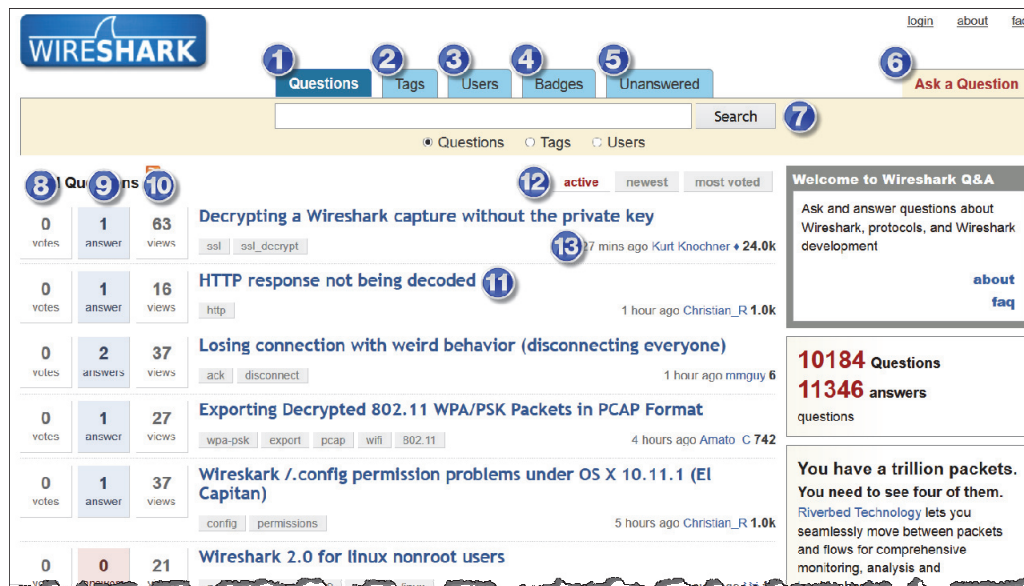 WIRESHARK
login about
1 2 3 4 5 6
Questions Tags Users Badges Unanswered Ask a Question
Search 7
Questions Tags Users
8 9 10 12 active newest most voted
0 1 63 Decrypting a Wireshark capture without the private key
votes answer views ssl ssl_decrypt 13 27 mins ago Kurt Knochner ♦ 24.0k
0 1 16 HTTP response not being decoded 11
votes answer views http 1 hour ago Christian_R 1.0k
0 2 37 Losing connection with weird behavior (disconnecting everyone)
votes answers views ack disconnect 1 hour ago mmguy 6
0 1 27 Exporting Decrypted 802.11 WPA/PSK Packets in PCAP Format
votes answer views wpa-psk export pcap wifi 802.11 4 hours ago Amato_C 742
0 1 37 Wireskark /.config permission problems under OS X 10.11.1 (El
Capitan)
votes answer views config permissions 5 hours ago Christian_R 1.0k
0 0 21 Wireshark 2.0 for linux nonroot users
Welcome to Wireshark Q&A
Ask and answer questions about
Wireshark, protocols, and Wireshark
development
about
faq
10184 Questions
11346 answers
questions
You have a trillion packets.
You need to see four of them.
Riverbed Technology lets you
seamlessly move between packets
and flows for comprehensive
monitoring, analysis and